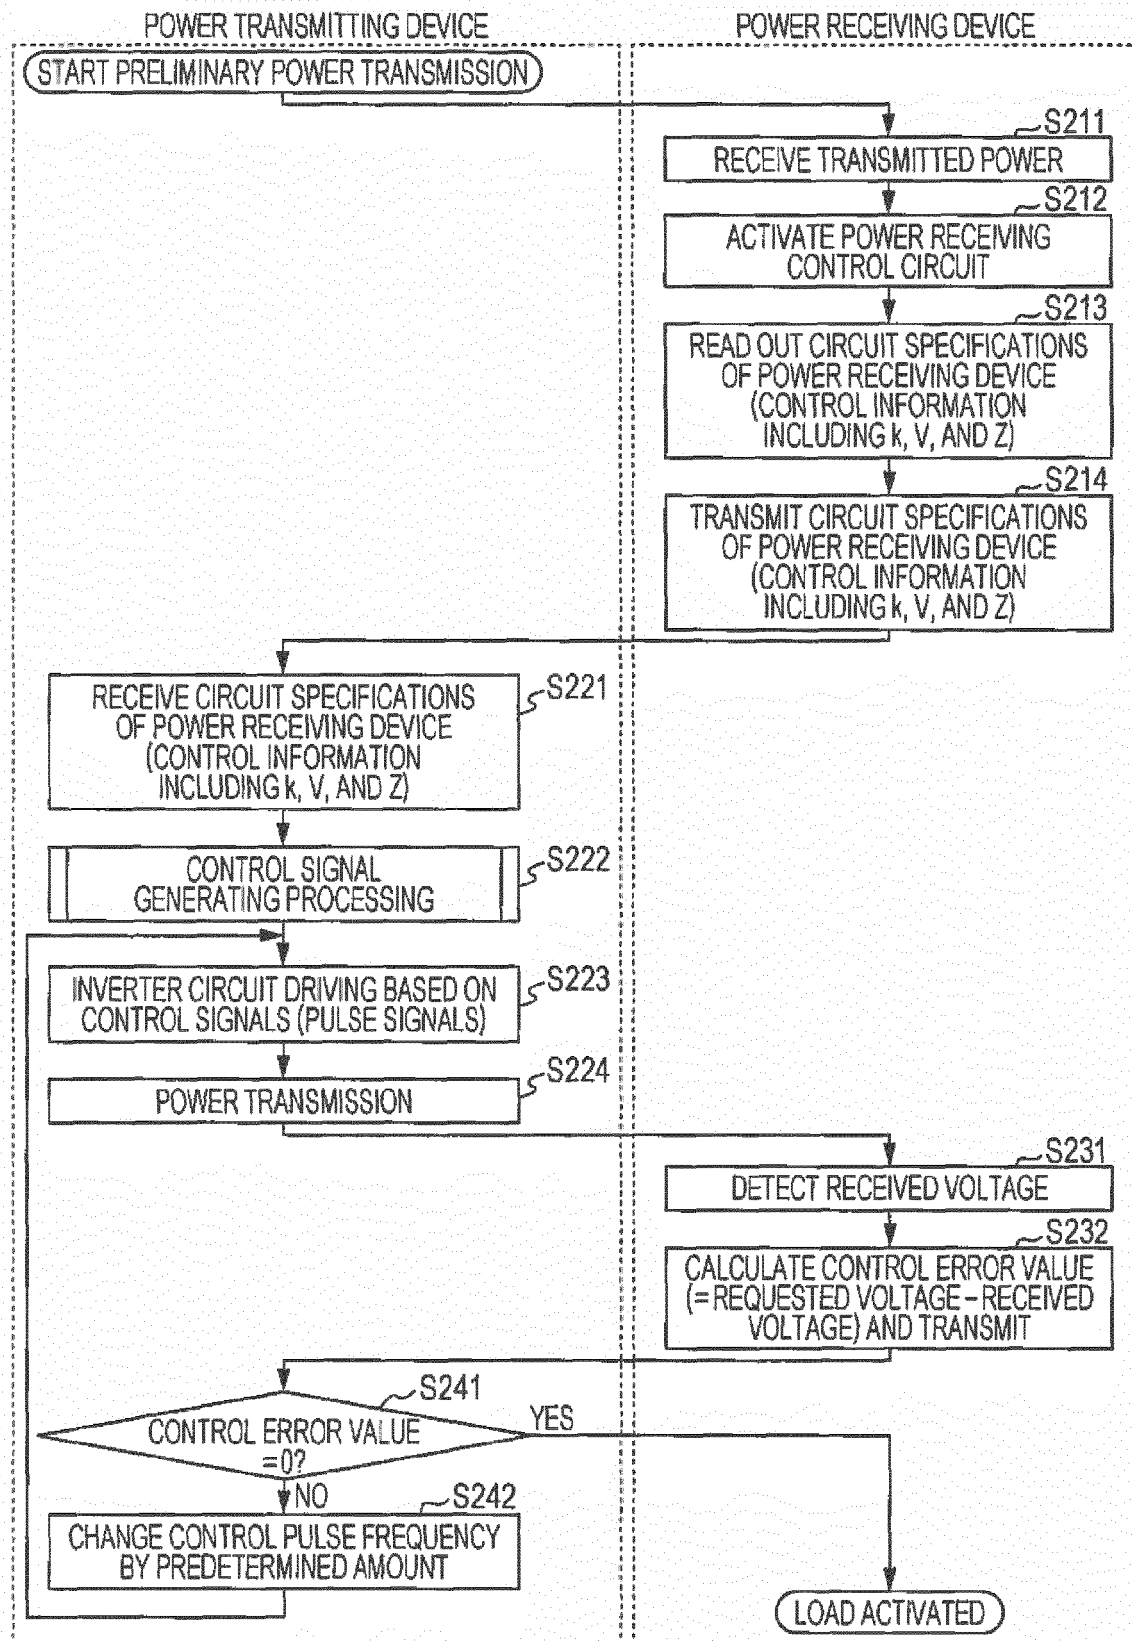 POWER TRANSMITTING DEVICE
POWER RECEIVING DEVICE
START PRELIMINARY POWER TRANSMISSION
S211
RECEIVE TRANSMITTED POWER
S212
ACTIVATE POWER RECEIVING
CONTROL CIRCUIT
S213
READ OUT CIRCUIT SPECIFICATIONS
OF POWER RECEIVING DEVICE
(CONTROL INFORMATION
INCLUDING k, V, AND Z)
S214
TRANSMIT CIRCUIT SPECIFICATIONS
OF POWER RECEIVING DEVICE
(CONTROL INFORMATION
INCLUDING k, V, AND Z)
S221
RECEIVE CIRCUIT SPECIFICATIONS
OF POWER RECEIVING DEVICE
(CONTROL INFORMATION
INCLUDING k, V, AND Z)
S222
CONTROL SIGNAL
GENERATING PROCESSING
S223
INVERTER CIRCUIT DRIVING BASED ON
CONTROL SIGNALS (PULSE SIGNALS)
S224
POWER TRANSMISSION
S231
DETECT RECEIVED VOLTAGE
S232
CALCULATE CONTROL ERROR VALUE
(=REQUESTED VOLTAGE-RECEIVED
VOLTAGE) AND TRANSMIT
S241
CONTROL ERROR VALUE
=0?
YES
NO
S242
CHANGE CONTROL PULSE FREQUENCY
BY PREDETERMINED AMOUNT
LOAD ACTIVATED